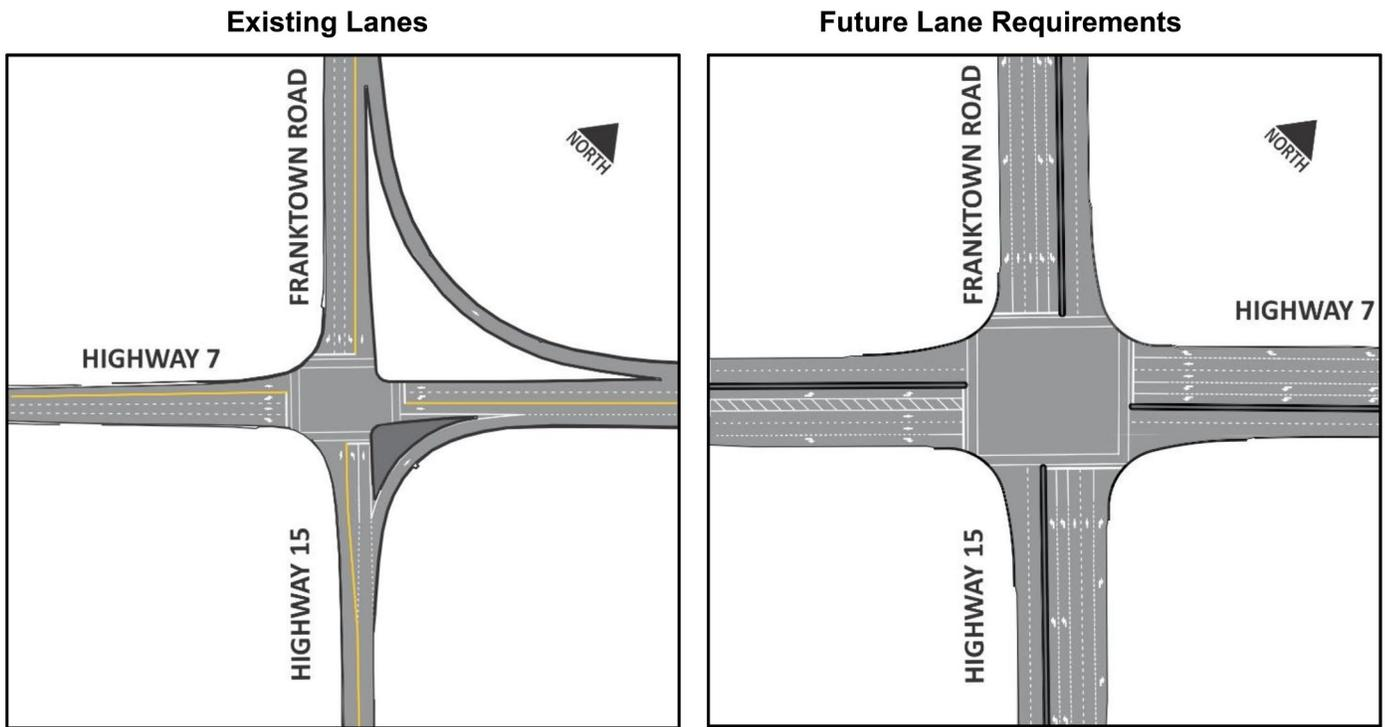 Existing Lanes
FRANKTOWN ROAD
NORTH
HIGHWAY 7
HIGHWAY 15
Future Lane Requirements
FRANKTOWN ROAD
NORTH
HIGHWAY 7
HIGHWAY 15